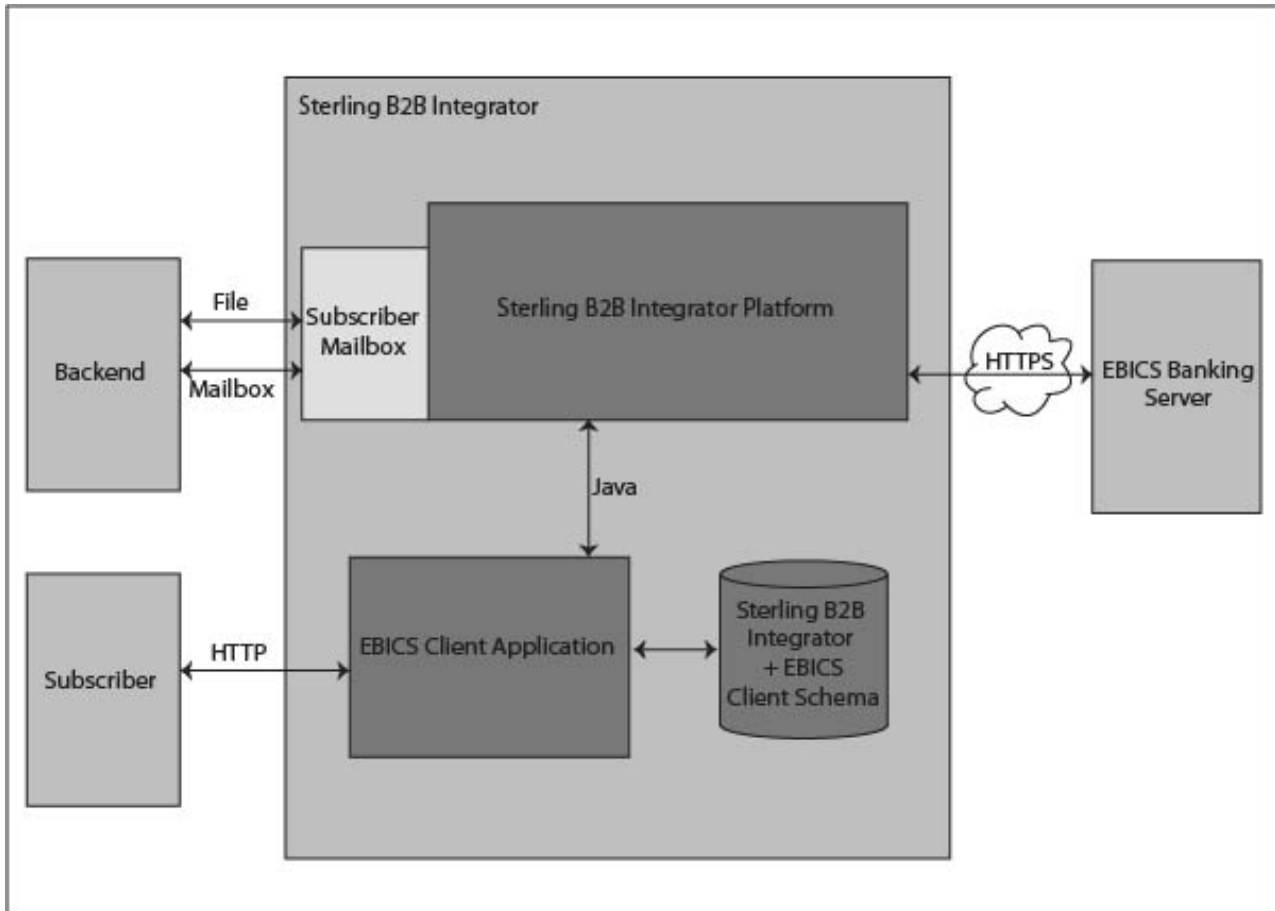 Sterling B2B Integrator
File
Subscriber
Mailbox
Sterling B2B Integrator Platform
Backend
Mailbox
HTTPS
EBICS Banking
Server
Java
Subscriber
HTTP
EBICS Client Application
Sterling B2B
Integrator
+ EBICS
Client Schema